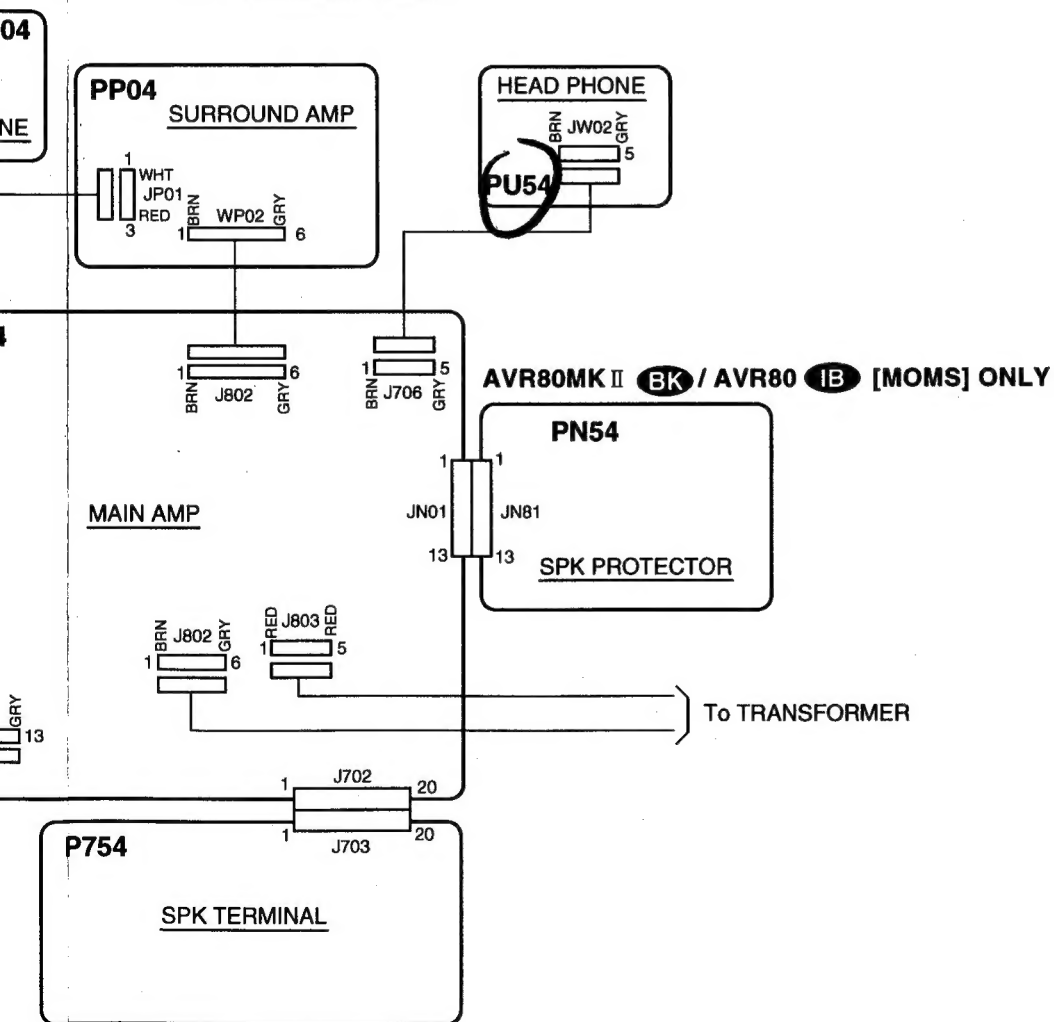 04
NE
PP04
SURROUND AMP
1
WHT
JP01
RED
3
BRN
WP02
GRY
1
6
HEAD PHONE
BRN
JW02
GRY
5
PU54
1
6
BRN
J802
GRY
1
5
BRN
J706
GRY
AVR80MKⅡ BK / AVR80 IB [MOMS] ONLY
PN54
1
1
JN01
JN81
13
13
SPK PROTECTOR
MAIN AMP
BRN
J802
GRY
1
6
RED
J803
RED
1
5
To TRANSFORMER
GRY
13
1
J702
20
1
J703
20
P754
SPK TERMINAL